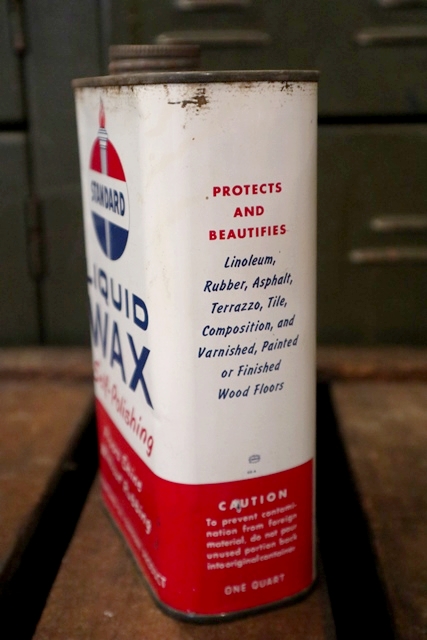 STANDARD
LIQUID
WAX
Self-Polishing
PROTECTS
AND
BEAUTIFIES
Linoleum,
Rubber, Asphalt,
Terrazzo, Tile,
Composition, and
Varnished, Painted
or Finished
Wood Floors
CAUTION
To prevent contami-
nation from foreign
material, do not pour
unused portion back
into original container
ONE QUART